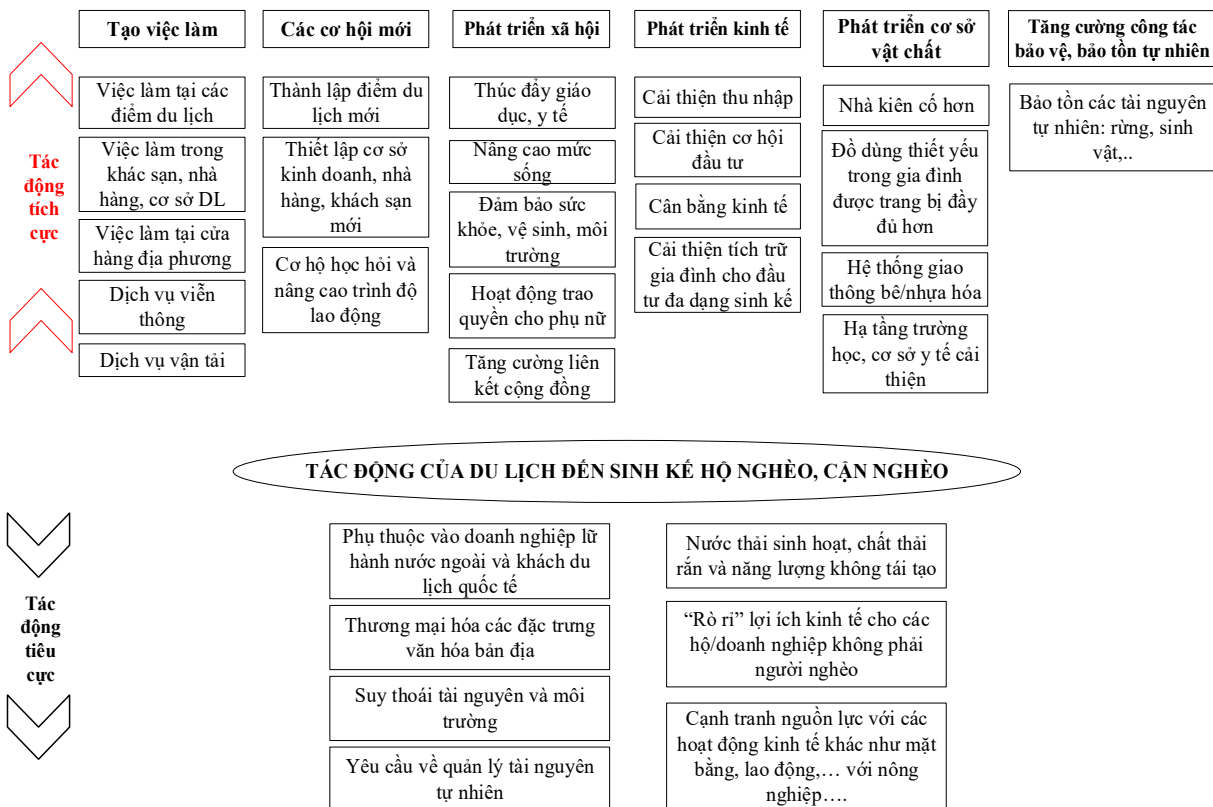 Tạo việc làm
Các cơ hội mới
Phát triển xã hội
Phát triển kinh tế
Phát triển cơ sở
vật chất
Tăng cường công tác
bảo vệ, bảo tồn tự nhiên
Tác
động
tích
cực
Việc làm tại các
điểm du lịch
Việc làm trong
khác sạn, nhà
hàng, cơ sở DL
Việc làm tại cửa
hàng địa phương
Dịch vụ viễn
thông
Dịch vụ vận tải
Thành lập điểm du
lịch mới
Thiết lập cơ sở
kinh doanh, nhà
hàng, khách sạn
mới
Cơ hộ học hỏi và
nâng cao trình độ
lao động
Thúc đẩy giáo
dục, y tế
Nâng cao mức
sống
Đảm bảo sức
khỏe, vệ sinh, môi
trường
Hoạt động trao
quyền cho phụ nữ
Tăng cường liên
kết cộng đồng
Cải thiện thu nhập
Cải thiện cơ hội
đầu tư
Cân bằng kinh tế
Cải thiện tích trữ
gia đình cho đầu
tư đa dạng sinh kế
Nhà kiên cố hơn
Đồ dùng thiết yếu
trong gia đình
được trang bị đầy
đủ hơn
Hệ thống giao
thông bê/nhựa hóa
Hạ tầng trường
học, cơ sở y tế cải
thiện
Bảo tồn các tài nguyên
tự nhiên: rừng, sinh
vật,..
TÁC ĐỘNG CỦA DU LỊCH ĐẾN SINH KẾ HỘ NGHÈO, CẬN NGHÈO
Tác
động
tiêu
cực
Phụ thuộc vào doanh nghiệp lữ
hành nước ngoài và khách du
lịch quốc tế
Thương mại hóa các đặc trưng
văn hóa bản địa
Suy thoái tài nguyên và môi
trường
Yêu cầu về quản lý tài nguyên
tự nhiên
Nước thải sinh hoạt, chất thải
rắn và năng lượng không tái tạo
“Rò rỉ” lợi ích kinh tế cho các
hộ/doanh nghiệp không phải
người nghèo
Cạnh tranh nguồn lực với các
hoạt động kinh tế khác như mặt
bằng, lao động,… với nông
nghiệp….